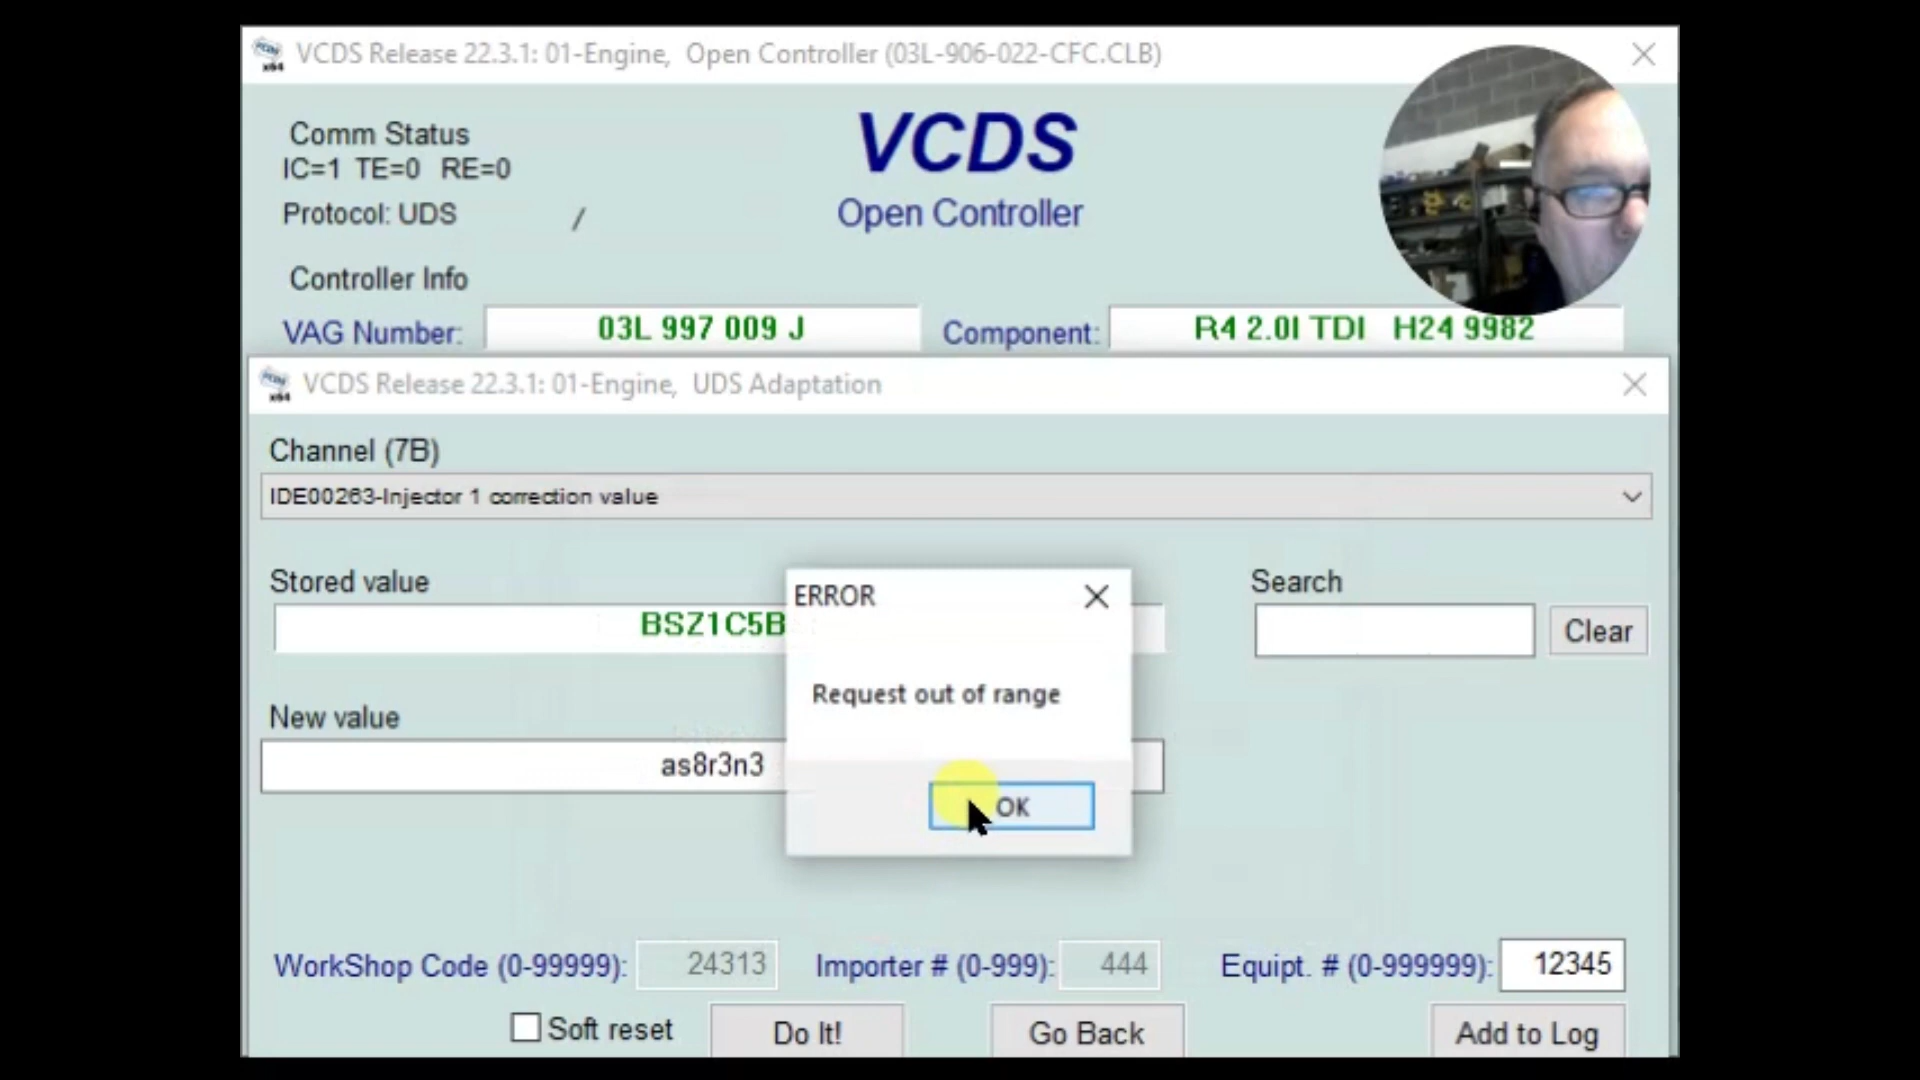 VCDS Release 22.3.1: 01-Engine, Open Controller (03L-906-022-CFC.CLB)
Comm Status
IC=1 TE=0 RE=0
Protocol: UDS /
VCDS
Open Controller
Controller Info
VAG Number: 03L 997 009 J Component: R4 2.0l TDI H24 9982
VCDS Release 22.3.1: 01-Engine, UDS Adaptation
Channel (7B)
IDE00263-Injector 1 correction value
Stored value
BSZ1C5B
Search
Clear
ERROR
Request out of range
OK
New value
as8r3n3
WorkShop Code (0-99999): 24313 Importer # (0-999): 444 Equipt. # (0-999999): 12345
Soft reset Do It! Go Back Add to Log